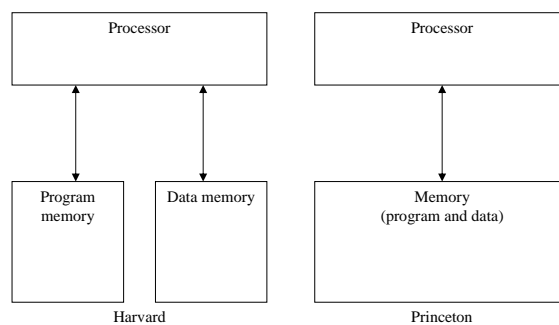 Processor
Program
memory
Data memory
Harvard
Processor
Memory
(program and data)
Princeton